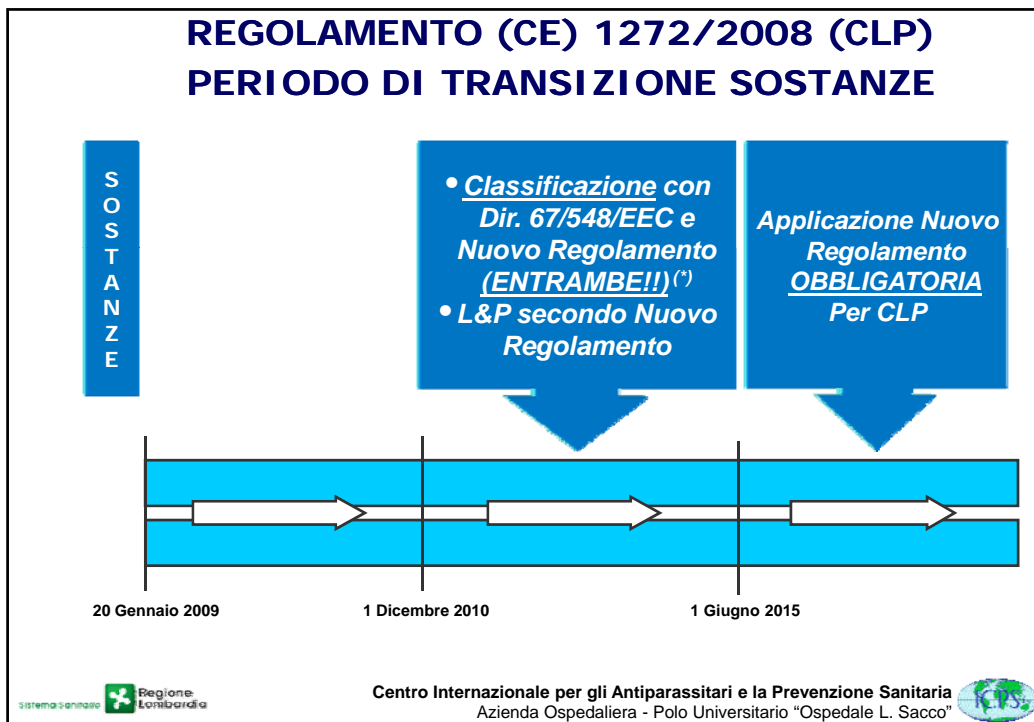 REGOLAMENTO (CE) 1272/2008 (CLP)
PERIODO DI TRANSIZIONE SOSTANZE
S
O
S
T
A
N
Z
E
• Classificazione con
Dir. 67/548/EEC e
Nuovo Regolamento
(ENTRAMBE!!) (*)
• L&P secondo Nuovo
Regolamento
Applicazione Nuovo
Regolamento
OBBLIGATORIA
Per CLP
20 Gennaio 2009
1 Dicembre 2010
1 Giugno 2015
Sistema Sanitario
Regione
Lombardia
Centro Internazionale per gli Antiparassitari e la Prevenzione Sanitaria
Azienda Ospedaliera - Polo Universitario “Ospedale L. Sacco”
ICPS